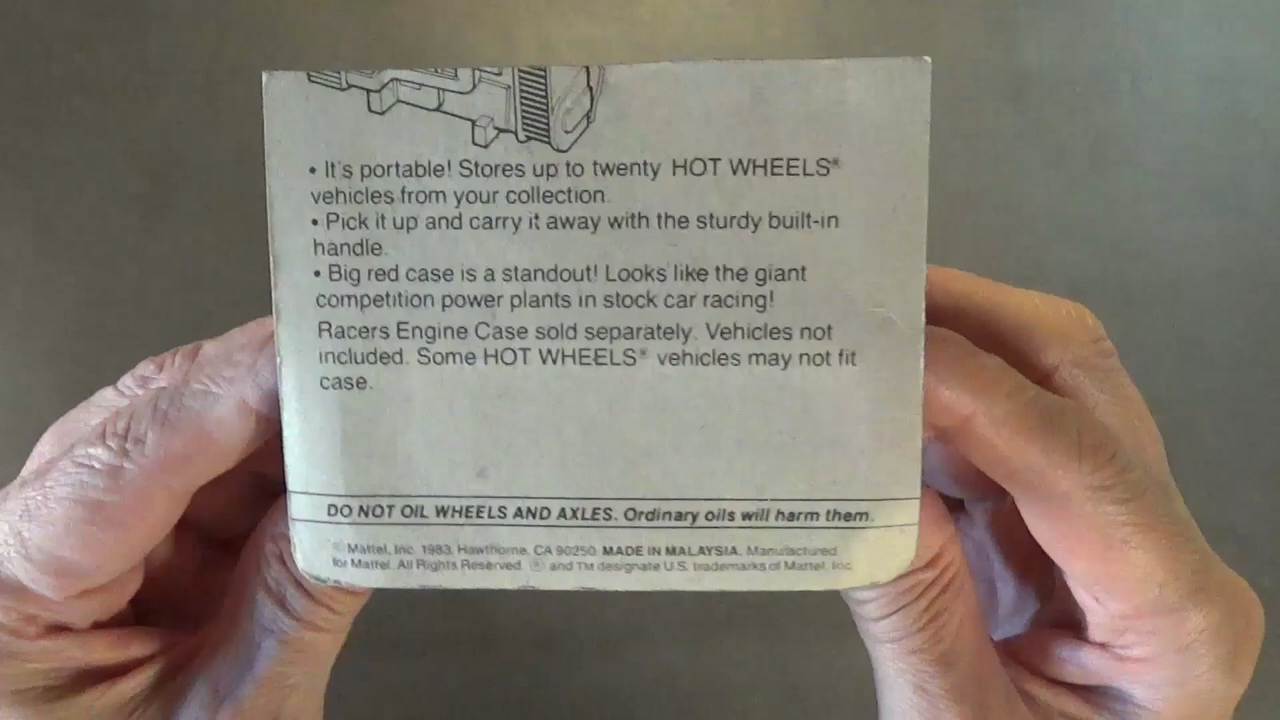 • It's portable! Stores up to twenty HOT WHEELS®
vehicles from your collection.
• Pick it up and carry it away with the sturdy built-in
handle.
• Big red case is a standout! Looks like the giant
competition power plants in stock car racing!
Racers Engine Case sold separately. Vehicles not
included. Some HOT WHEELS® vehicles may not fit
case.
DO NOT OIL WHEELS AND AXLES. Ordinary oils will harm them.
© Mattel, Inc. 1983, Hawthorne, CA 90250. MADE IN MALAYSIA. Manufactured
for Mattel. All Rights Reserved. ® and TM designate U.S. trademarks of Mattel, Inc.